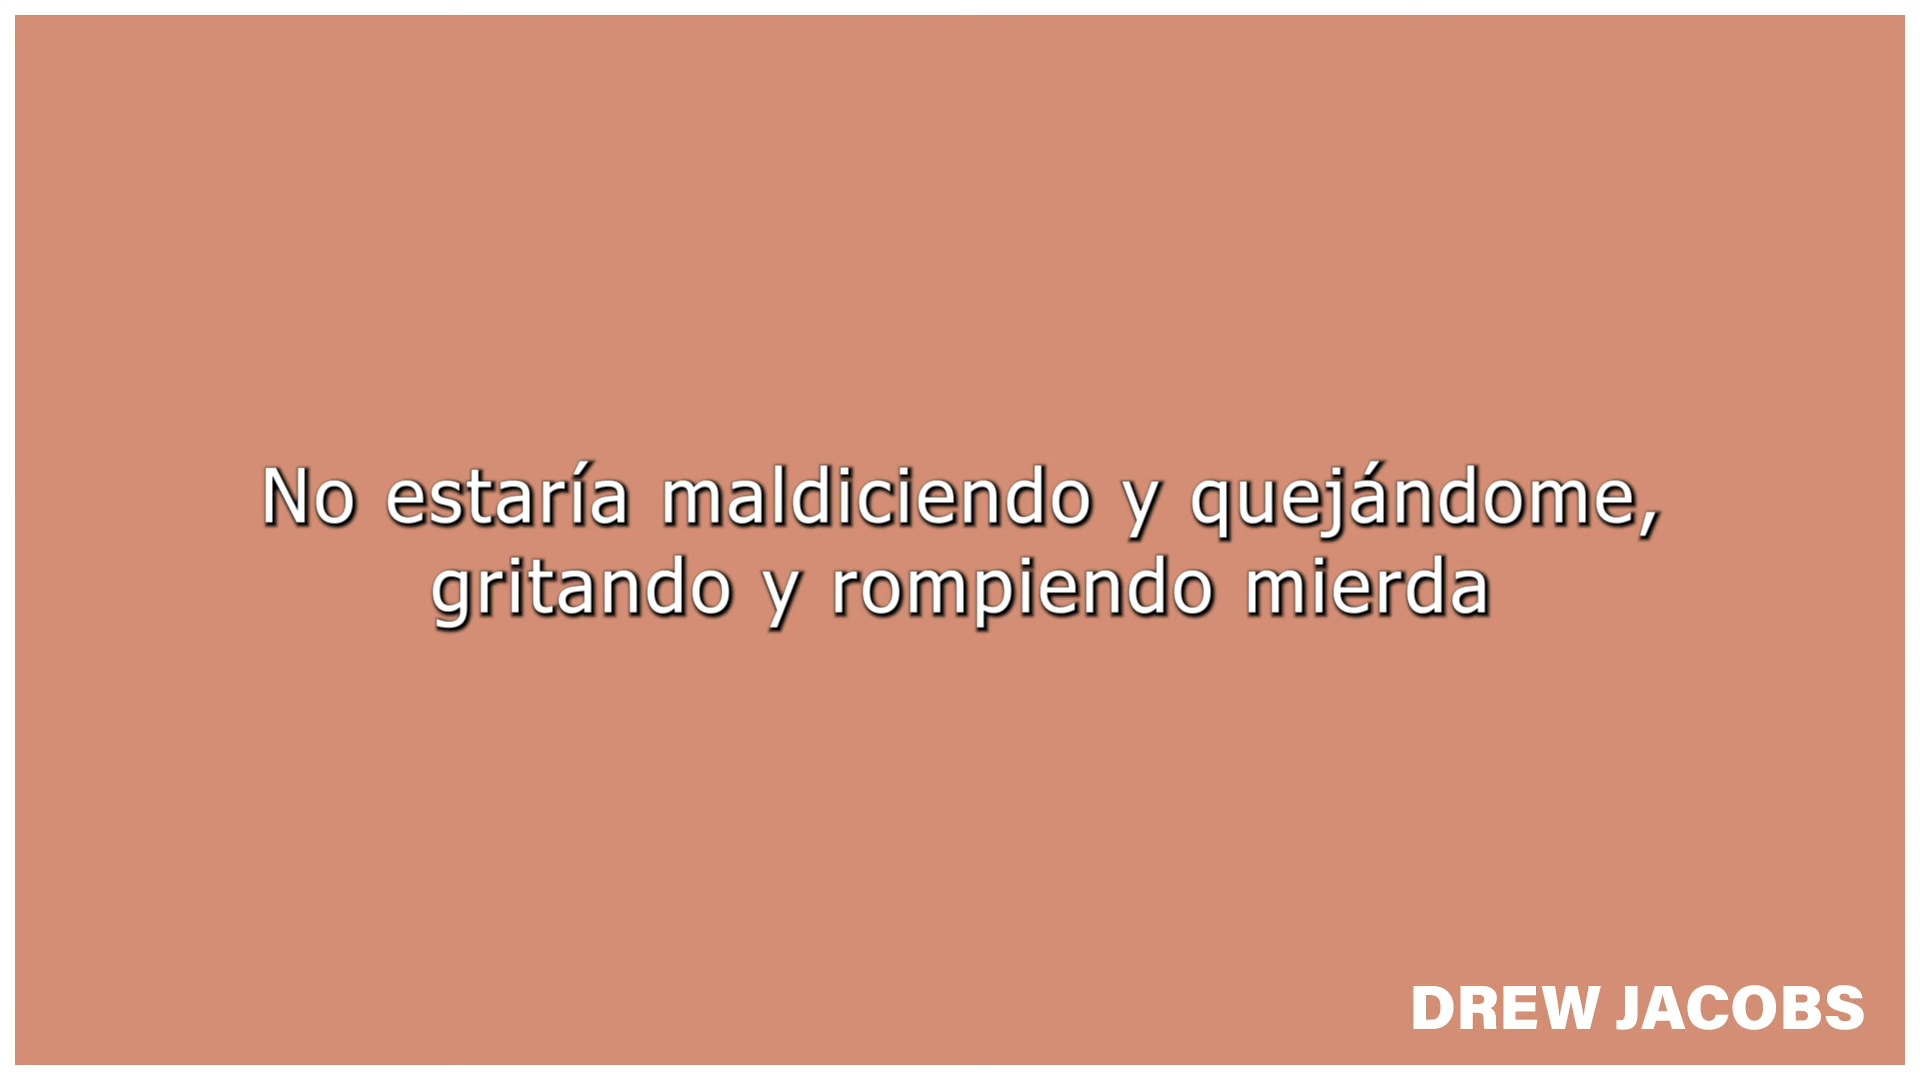 No estaría maldiciendo y quejándome,
gritando y rompiendo mierda
DREW JACOBS